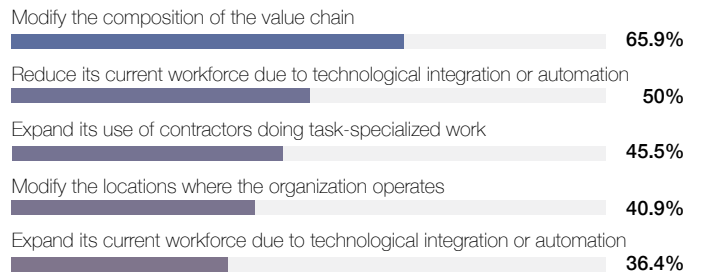 Modify the composition of the value chain
65.9%
Reduce its current workforce due to technological integration or automation
50%
Expand its use of contractors doing task-specialized work
45.5%
Modify the locations where the organization operates
40.9%
Expand its current workforce due to technological integration or automation
36.4%